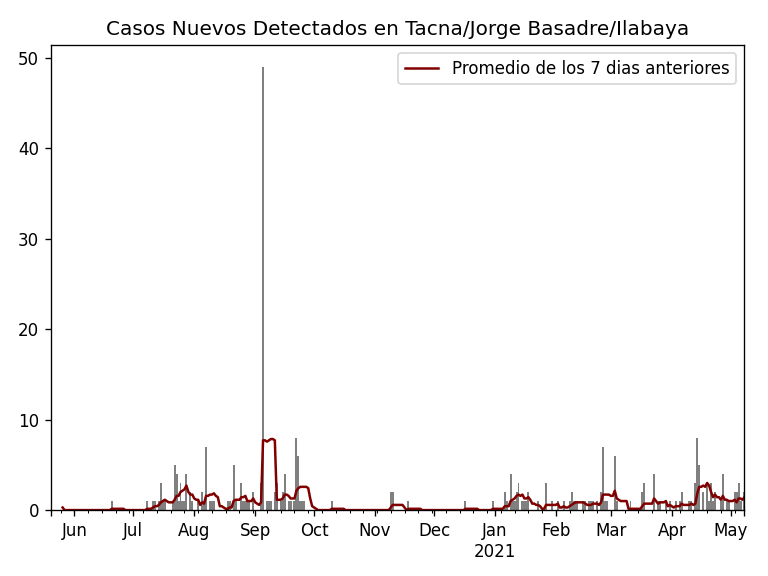 Casos Nuevos Detectados en Tacna/Jorge Basadre/Ilabaya
Promedio de los 7 dias anteriores
50
40
30
20
10
0
Jun Jul Aug Sep Oct Nov Dec Jan Feb Mar Apr May
2021